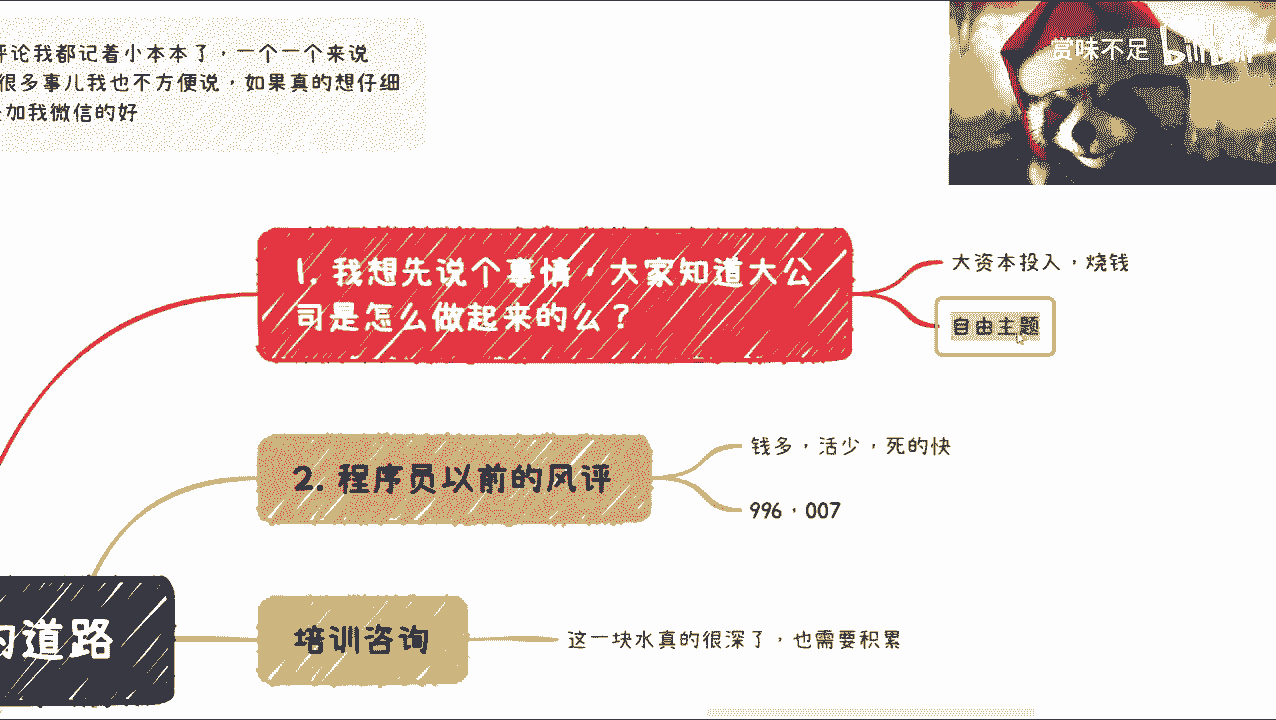 评论我都记着小本本了，一个一个来说
很多事儿我也不方便说，如果真的想仔细
加我微信的好
赏味不足 bilibili
1. 我想先说个事情，大家知道大公
司是怎么做起来的么？
大资本投入，烧钱
自由主题
2. 程序员以前的风评
钱多，活少，死的快
996，007
的道路
培训咨询
这一块水真的很深了，也需要积累